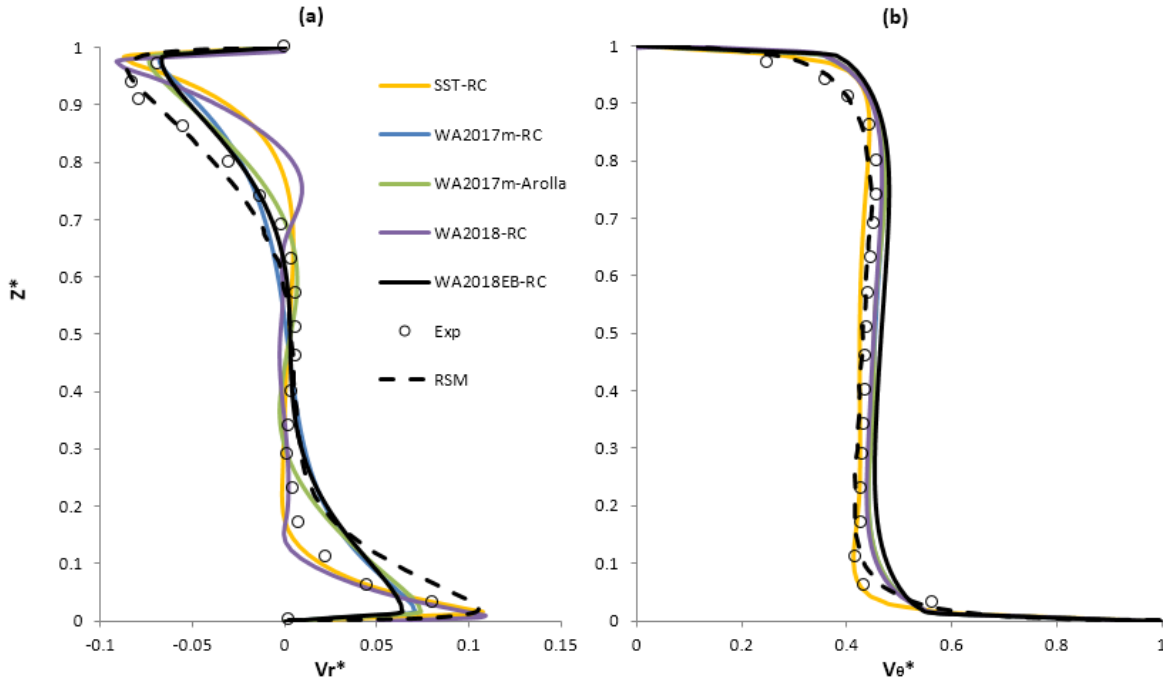 (a)
(b)
1
0.9
0.8
0.7
0.6
0.5
0.4
0.3
0.2
0.1
0
Z*
-0.1
-0.05
0
0.05
0.1
0.15
Vr*
SST-RC
WA2017m-RC
WA2017m-Arolla
WA2018-RC
WA2018EB-RC
Exp
RSM
1
0.9
0.8
0.7
0.6
0.5
0.4
0.3
0.2
0.1
0
0
0.2
0.4
0.6
0.8
1
Vθ*